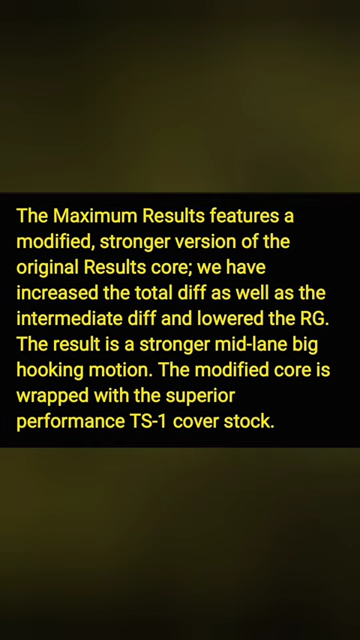 The Maximum Results features a
modified, stronger version of the
original Results core; we have
increased the total diff as well as the
intermediate diff and lowered the RG.
The result is a stronger mid-lane big
hooking motion. The modified core is
wrapped with the superior
performance TS-1 cover stock.